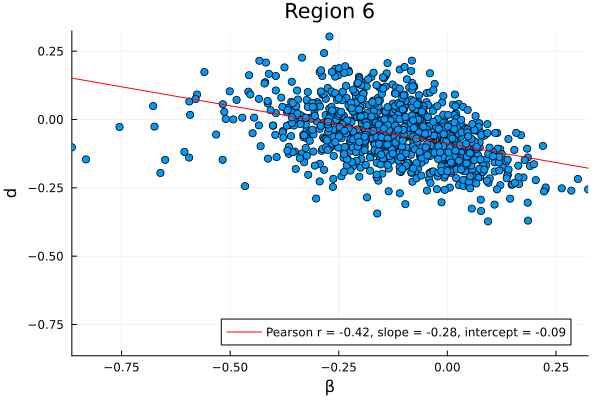 Region 6
0.25
0.00
−0.25
−0.50
−0.75
d
Pearson r = -0.42, slope = -0.28, intercept = -0.09
−0.75 −0.50 −0.25 0.00 0.25
β